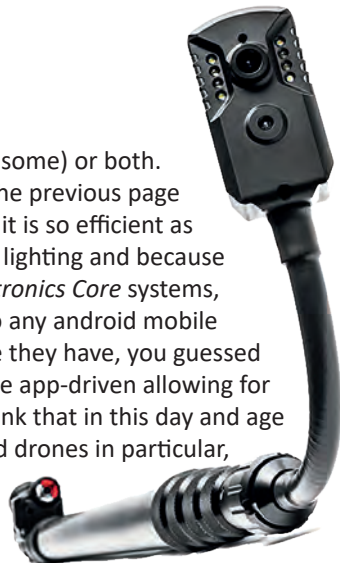 some) or both.
he previous page
it is so efficient as
lighting and because
tronics Core systems,
o any android mobile
e they have, you guessed
e app-driven allowing for
nk that in this day and age
d drones in particular,